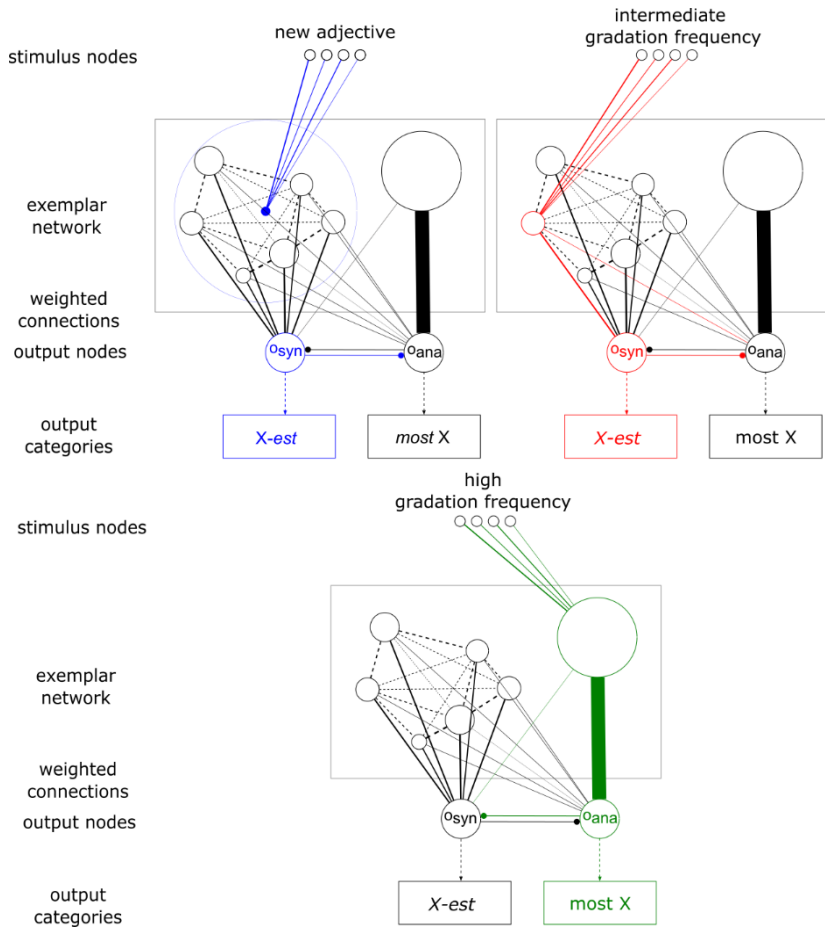 new adjective
intermediate
gradation frequency
stimulus nodes
exemplar
network
weighted
connections
output nodes
osyn
oana
osyn
oana
output
categories
X-est
most X
X-est
most X
high
gradation frequency
stimulus nodes
exemplar
network
weighted
connections
output nodes
osyn
oana
output
categories
X-est
most X